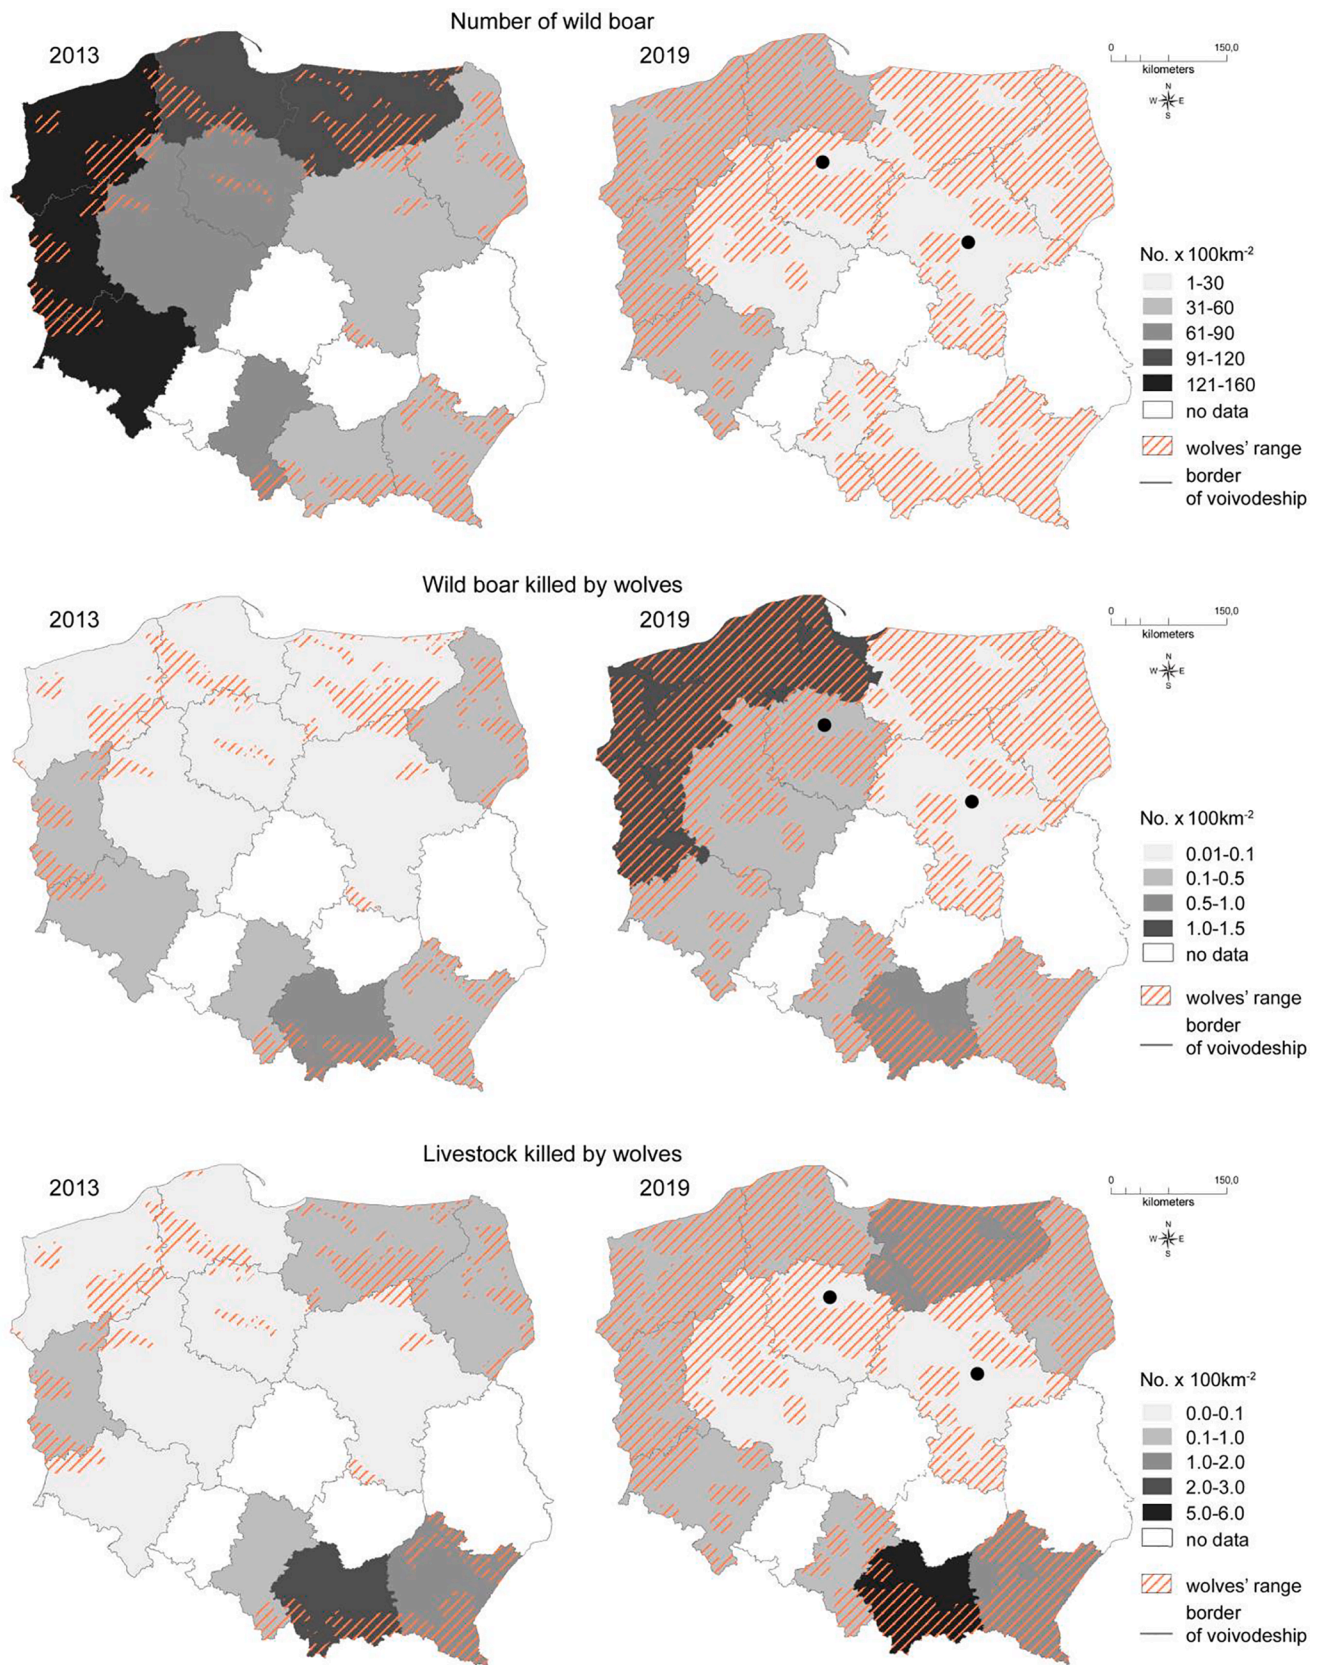 Number of wild boar
2013
2019
0 150,0
kilometers
N
W E
S
No. x 100km-2
1-30
31-60
61-90
91-120
121-160
no data
wolves' range
border
of voivodeship
Wild boar killed by wolves
2013
2019
0 150,0
kilometers
N
W E
S
No. x 100km-2
0.01-0.1
0.1-0.5
0.5-1.0
1.0-1.5
no data
wolves' range
border
of voivodeship
Livestock killed by wolves
2013
2019
0 150,0
kilometers
N
W E
S
No. x 100km-2
0.0-0.1
0.1-1.0
1.0-2.0
2.0-3.0
5.0-6.0
no data
wolves' range
border
of voivodeship